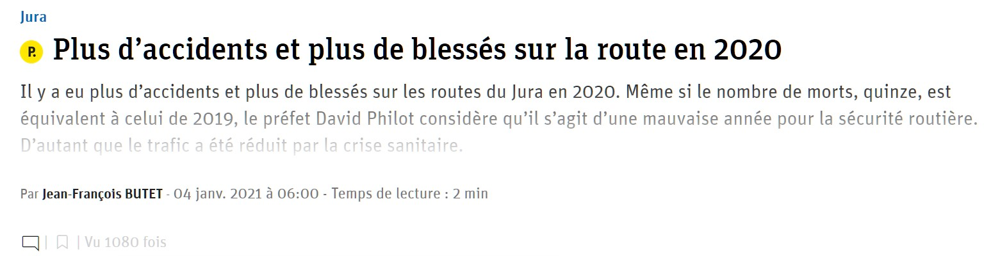 Jura
P. Plus d’accidents et plus de blessés sur la route en 2020
Il y a eu plus d’accidents et plus de blessés sur les routes du Jura en 2020. Même si le nombre de morts, quinze, est
équivalent à celui de 2019, le préfet David Philot considère qu’il s’agit d’une mauvaise année pour la sécurité routière.
D’autant que le trafic a été réduit par la crise sanitaire.
Par Jean-François BUTET - 04 janv. 2021 à 06:00 - Temps de lecture : 2 min
| | Vu 1080 fois